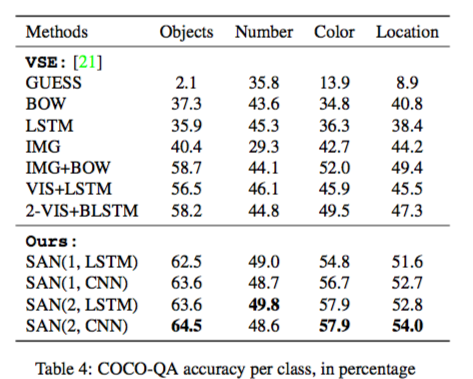 Methods Objects Number Color Location
VSE: [21]
GUESS 2.1 35.8 13.9 8.9
BOW 37.3 43.6 34.8 40.8
LSTM 35.9 45.3 36.3 38.4
IMG 40.4 29.3 42.7 44.2
IMG+BOW 58.7 44.1 52.0 49.4
VIS+LSTM 56.5 46.1 45.9 45.5
2-VIS+BLSTM 58.2 44.8 49.5 47.3
Ours:
SAN(1, LSTM) 62.5 49.0 54.8 51.6
SAN(1, CNN) 63.6 48.7 56.7 52.7
SAN(2, LSTM) 63.6 49.8 57.9 52.8
SAN(2, CNN) 64.5 48.6 57.9 54.0
Table 4: COCO-QA accuracy per class, in percentage